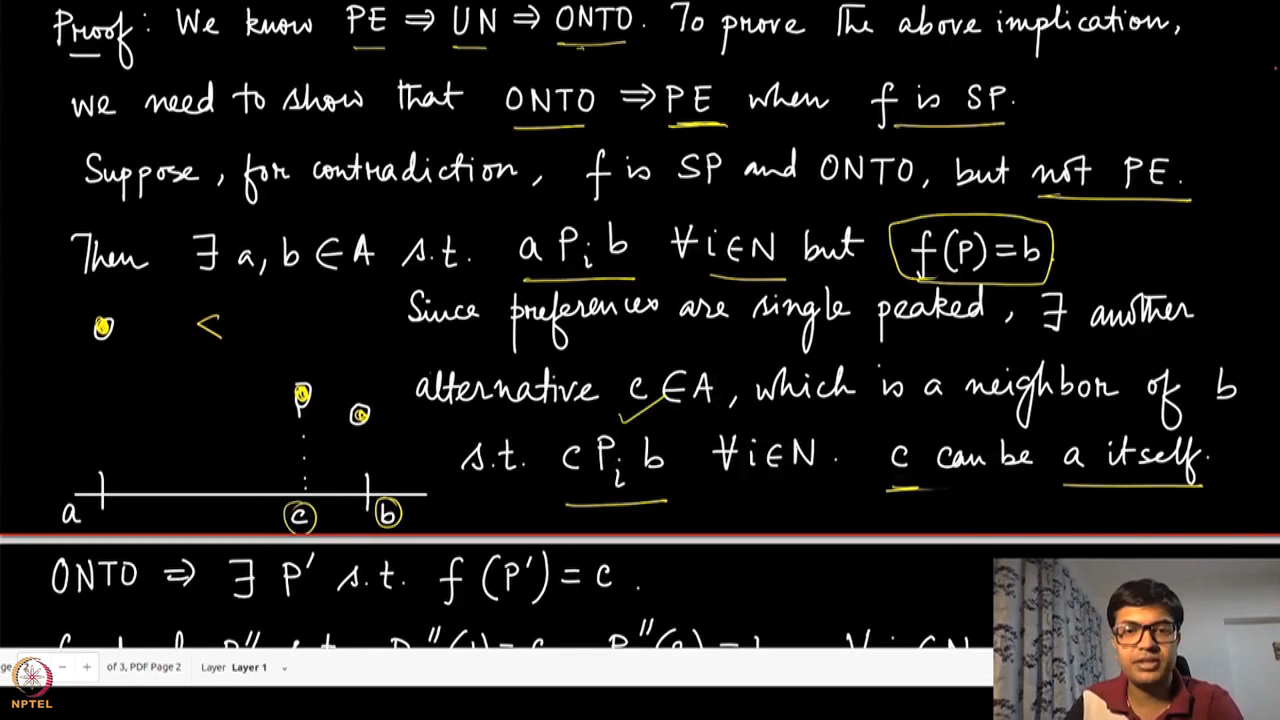 Proof : We know PE ⇒ UN ⇒ ONTO. To prove the above implication,
we need to show that ONTO ⇒ PE when f is SP.
Suppose, for contradiction, f is SP and ONTO, but not PE.
Then ∃ a, b ∈ A s.t. a Pᵢ b ∀ i ∈ N but f(P) = b
Since preferences are single peaked, ∃ another
<
alternative c ∈ A, which is a neighbor of b
s.t. c Pᵢ b ∀ i ∈ N. c can be a itself.
a c b
ONTO ⇒ ∃ P' s.t. f(P') = c.
of 3, PDF Page 2 Layer Layer 1
NPTEL